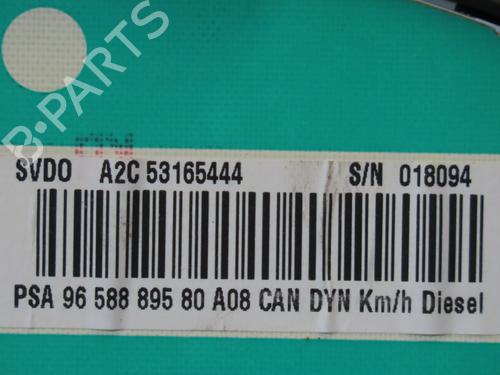 B-PARTS
SVDO A2C 53165444 S/N 018094
PSA 96 588 895 80 A08 CAN DYN Km/h Diesel